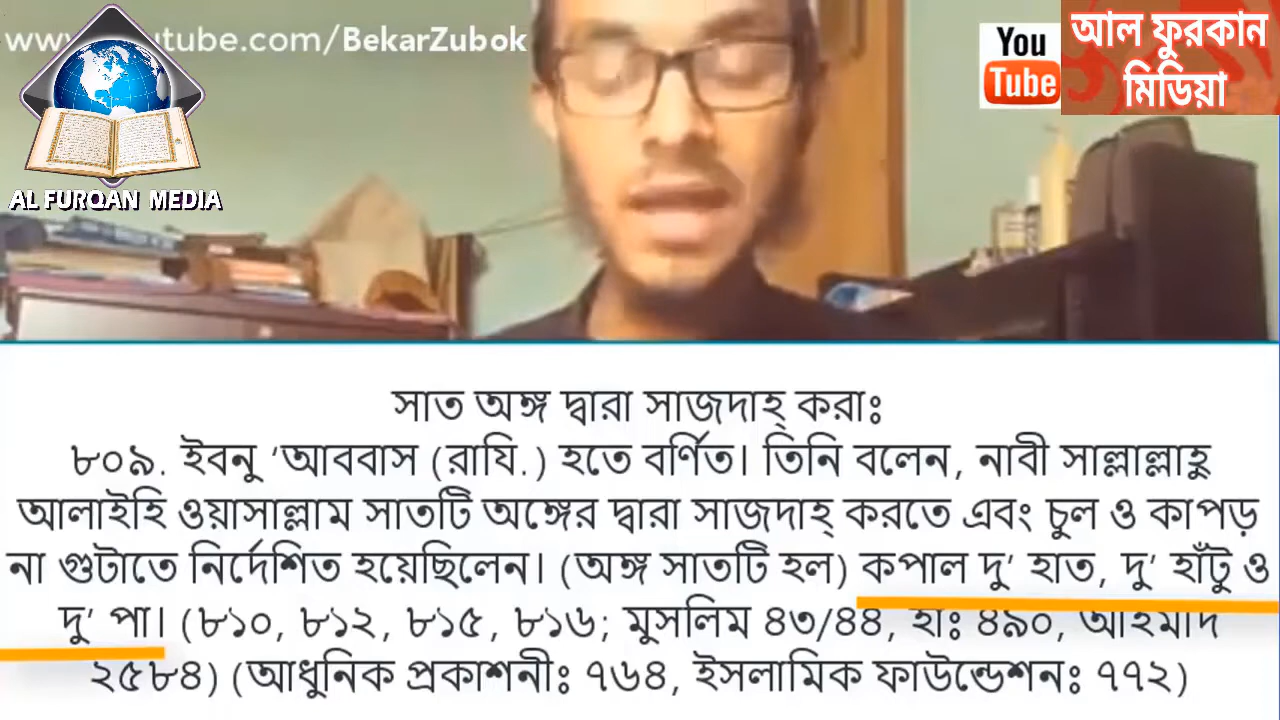 www.youtube.com/BekarZubok
You
Tube
আল ফুরকান
মিডিয়া
AL FURQAN MEDIA
সাত অঙ্গ দ্বারা সাজদাহ্ করাঃ
৮০৯. ইবনু ‘আববাস (রাযি.) হতে বর্ণিত। তিনি বলেন, নাবী সাল্লাল্লাহু
আলাইহি ওয়াসাল্লাম সাতটি অঙ্গের দ্বারা সাজদাহ্ করতে এবং চুল ও কাপড়
না গুটাতে নির্দেশিত হয়েছিলেন। (অঙ্গ সাতটি হল) কপাল দু’ হাত, দু’ হাঁটু ও
দু’ পা। (৮১০, ৮১২, ৮১৫, ৮১৬; মুসলিম ৪৩/৪৪, হাঃ ৪৯০, আহমাদ
২৫৮৪) (আধুনিক প্রকাশনীঃ ৭৬৪, ইসলামিক ফাউন্ডেশনঃ ৭৭২)